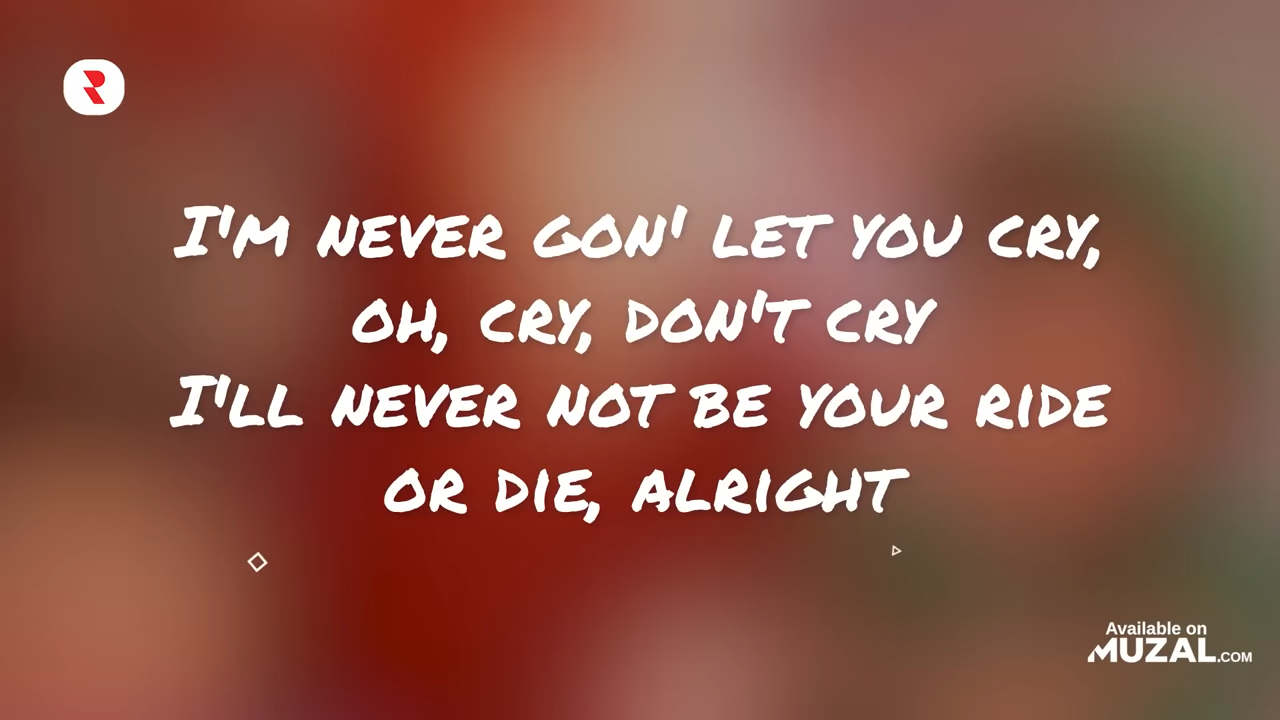 R
I'M NEVER GON' LET YOU CRY,
OH, CRY, DON'T CRY
I'LL NEVER NOT BE YOUR RIDE
OR DIE, ALRIGHT
Available on
MUZAL.COM